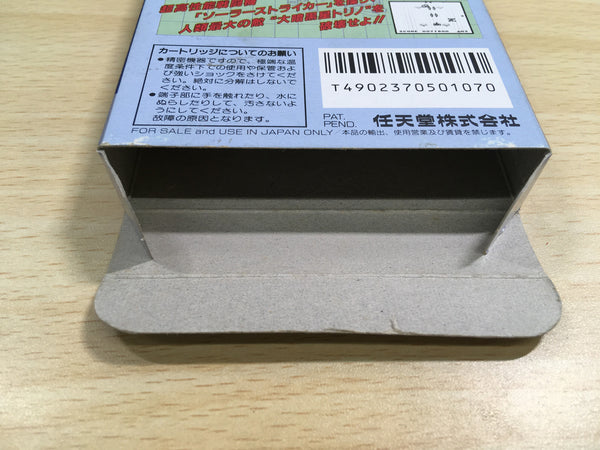 『ソーラーストライカー』を
人類最大の敵 “大暗黒星トリノ”を
破壊せよ!!
カートリッジについてのお願い
●精密機器ですので、極端な温
度条件下での使用や保管およ
び強いショックをさけてくだ
さい。絶対に分解はしないで
ください。
●端子部に手を触れたり、水に
ぬらしたりして、汚さないよ
うにしてください。
故障の原因となります。
T4902370501070
PAT.
PEND.
任天堂株式会社
FOR SALE and USE IN JAPAN ONLY ・本品の輸出、使用営業及び賃貸を禁じます。